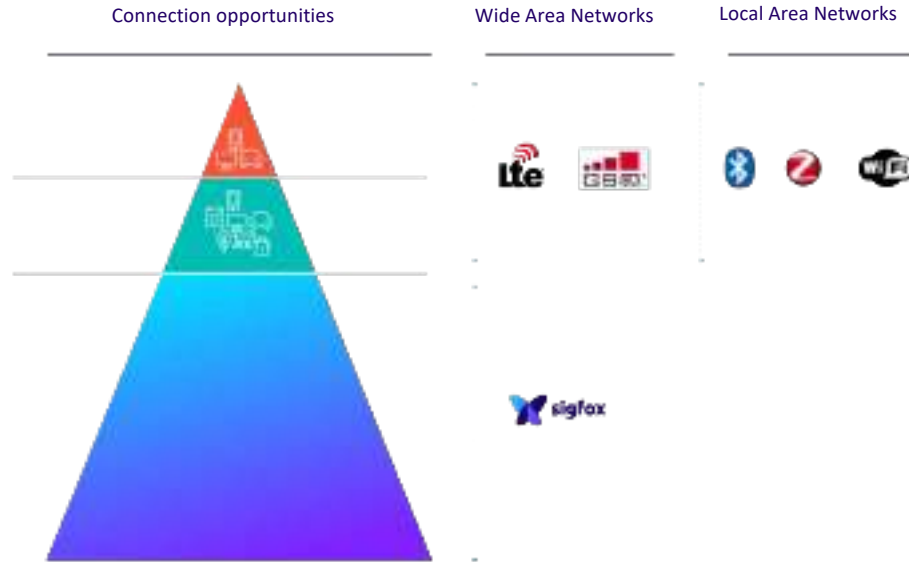 Connection opportunities
Wide Area Networks
Local Area Networks
Lte
sigfox